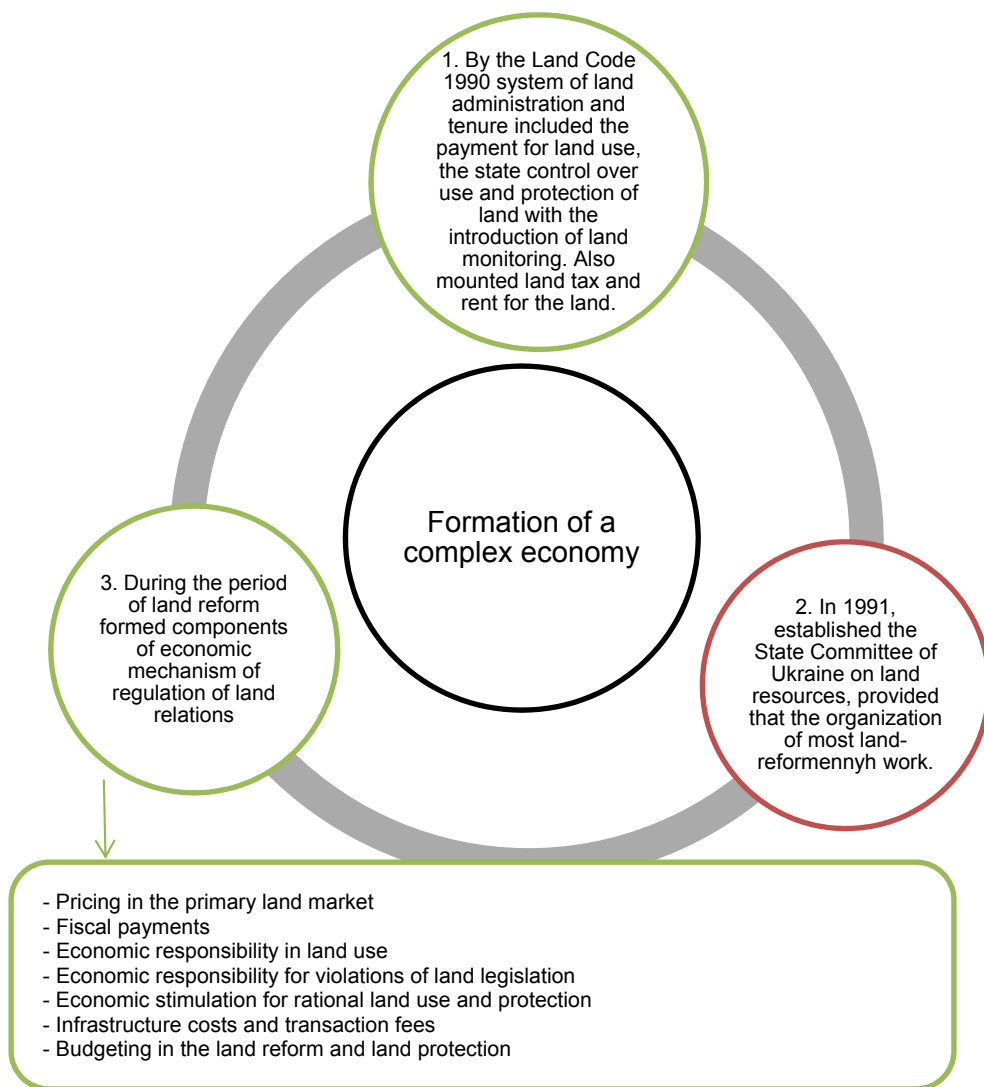 1. By the Land Code
1990 system of land
administration and
tenure included the
payment for land use,
the state control over
use and protection of
land with the
introduction of land
monitoring. Also
mounted land tax and
rent for the land.
Formation of a
complex economy
2. In 1991,
established the
State Committee of
Ukraine on land
resources, provided
that the organization
of most land-
reformennyh work.
3. During the period
of land reform
formed components
of economic
mechanism of
regulation of land
relations
- Pricing in the primary land market
- Fiscal payments
- Economic responsibility in land use
- Economic responsibility for violations of land legislation
- Economic stimulation for rational land use and protection
- Infrastructure costs and transaction fees
- Budgeting in the land reform and land protection